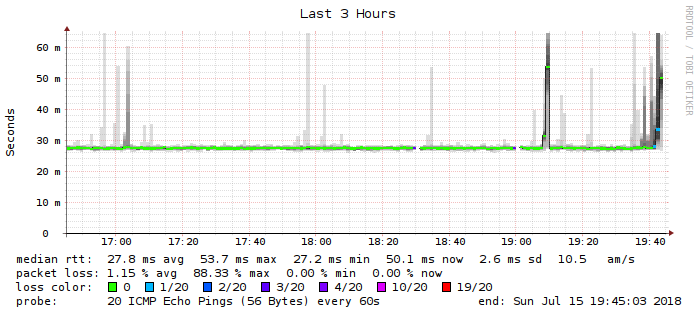 Last 3 Hours
RRDTOOL / TOBI OETIKER
Seconds
60 m
50 m
40 m
30 m
20 m
10 m
0
17:00 17:20 17:40 18:00 18:20 18:40 19:00 19:20 19:40
median rtt: 27.8 ms avg 53.7 ms max 27.2 ms min 50.1 ms now 2.6 ms sd 10.5 am/s
packet loss: 1.15 % avg 88.33 % max 0.00 % min 0.00 % now
loss color: 0 1/20 2/20 3/20 4/20 10/20 19/20
probe: 20 ICMP Echo Pings (56 Bytes) every 60s end: Sun Jul 15 19:45:03 2018